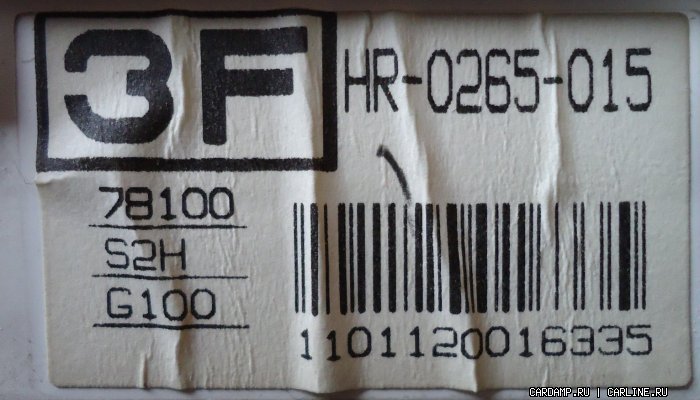 3F
HR-0265-015
78100
S2H
G100
1101120016335
CARDAMP.RU | CARLINE.RU